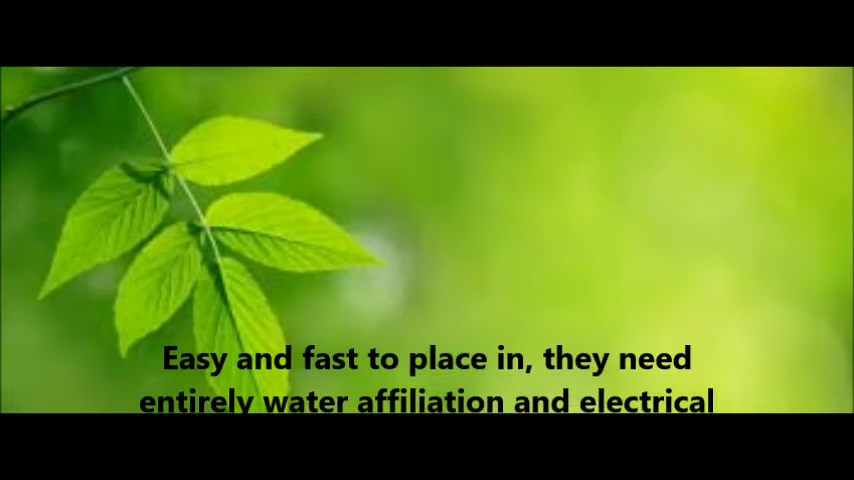 Easy and fast to place in, they need
entirely water affiliation and electrical